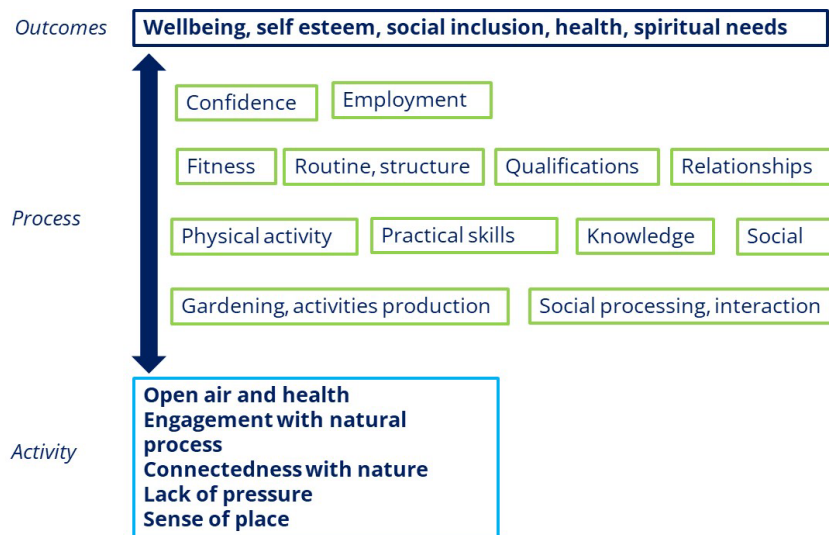 Outcomes
Wellbeing, self esteem, social inclusion, health, spiritual needs
Confidence
Employment
Fitness
Routine, structure
Qualifications
Relationships
Process
Physical activity
Practical skills
Knowledge
Social
Gardening, activities production
Social processing, interaction
Activity
Open air and health
Engagement with natural
process
Connectedness with nature
Lack of pressure
Sense of place